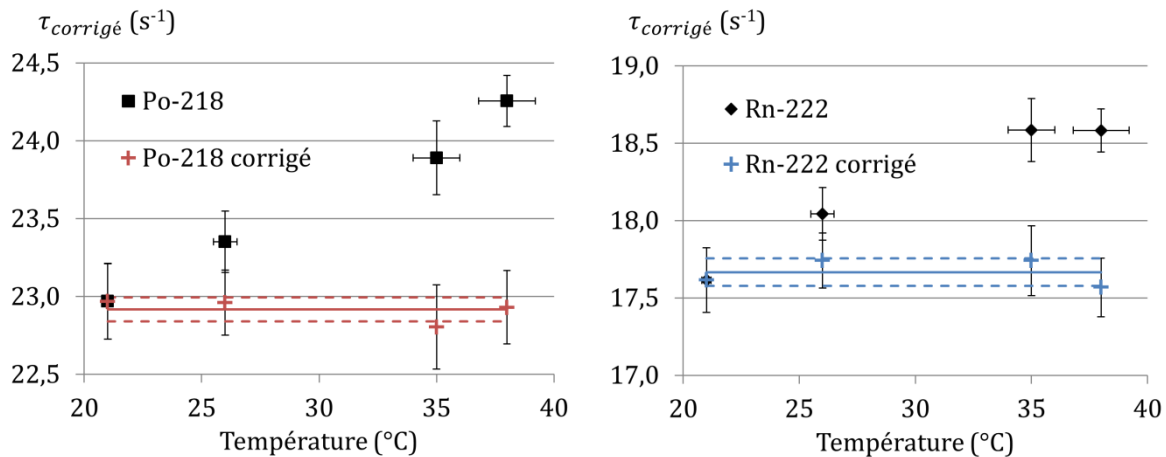 τcorrigé (s-1)
24,5
24,0
23,5
23,0
22,5
Po-218
Po-218 corrigé
20
25
30
35
40
Température (°C)
τcorrigé (s-1)
19,0
18,5
18,0
17,5
17,0
Rn-222
Rn-222 corrigé
20
25
30
35
40
Température (°C)